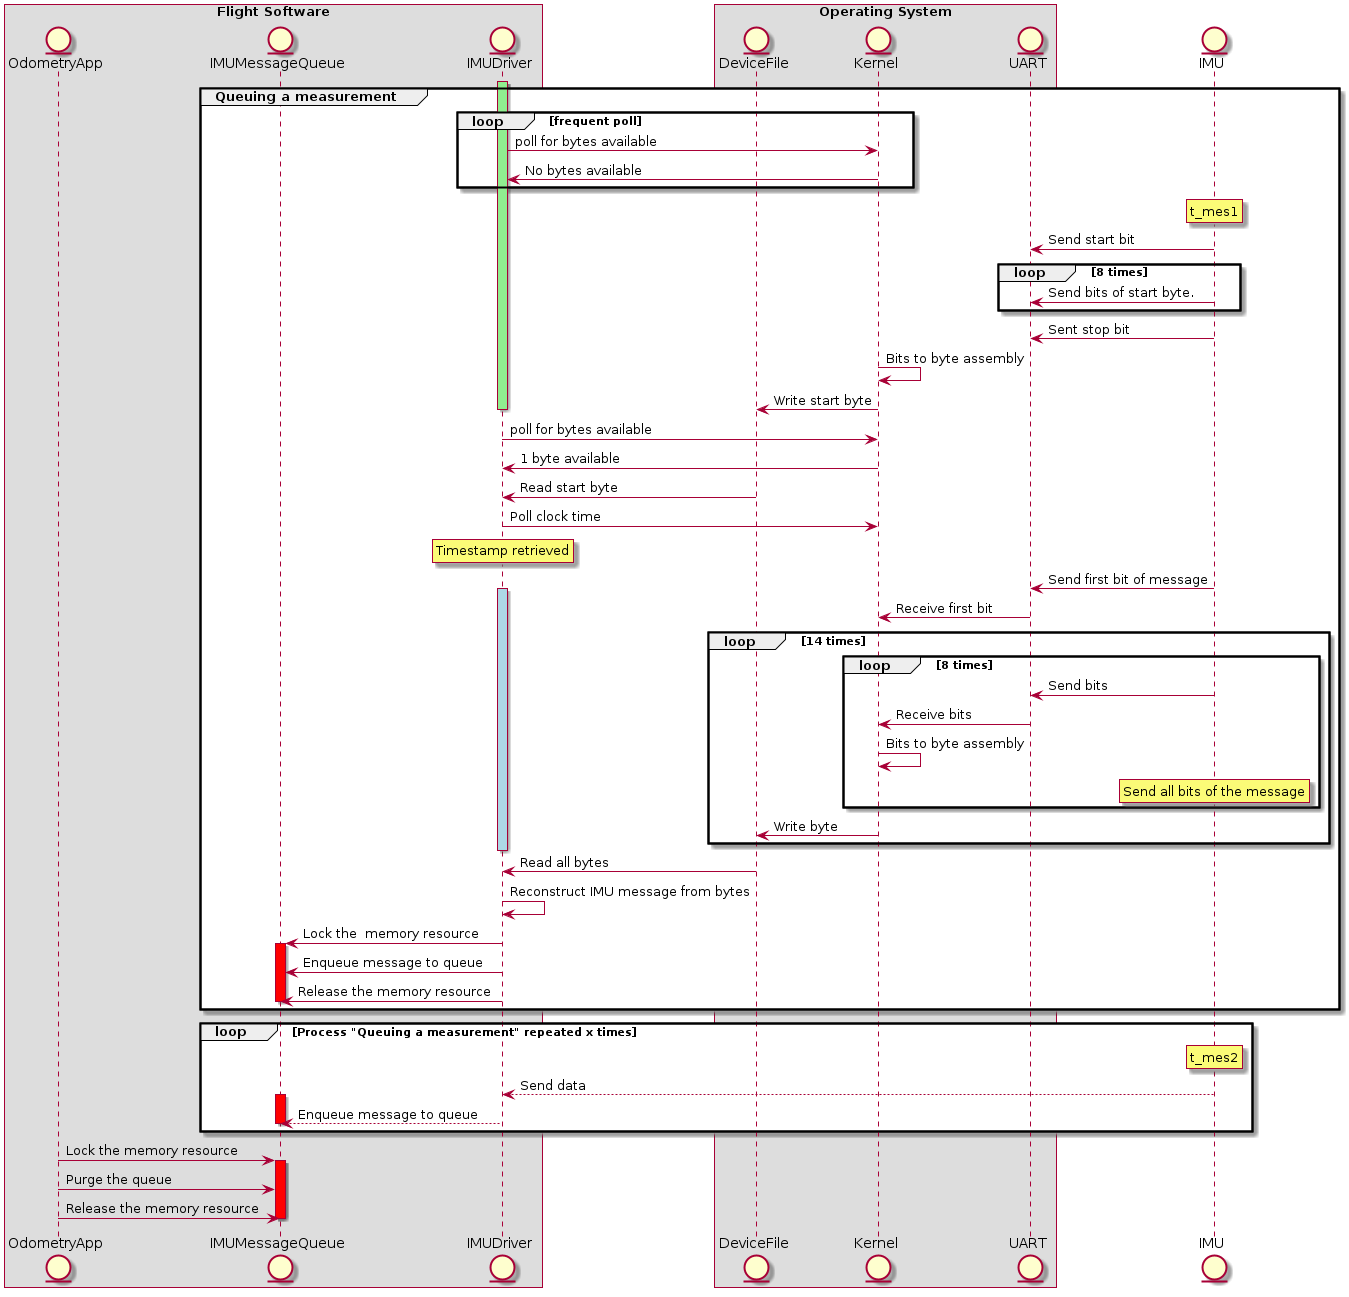 Flight Software
Operating System
OdometryApp
IMUMessageQueue
IMUDriver
DeviceFile
Kernel
UART
IMU
Queuing a measurement
loop [frequent poll]
poll for bytes available
No bytes available
t_mes1
Send start bit
loop [8 times]
Send bits of start byte.
Sent stop bit
Bits to byte assembly
Write start byte
poll for bytes available
1 byte available
Read start byte
Poll clock time
Timestamp retrieved
Send first bit of message
Receive first bit
loop [14 times]
loop [8 times]
Send bits
Receive bits
Bits to byte assembly
Send all bits of the message
Write byte
Read all bytes
Reconstruct IMU message from bytes
Lock the  memory resource
Enqueue message to queue
Release the memory resource
loop [Process "Queuing a measurement" repeated x times]
t_mes2
Send data
Enqueue message to queue
Lock the memory resource
Purge the queue
Release the memory resource
OdometryApp
IMUMessageQueue
IMUDriver
DeviceFile
Kernel
UART
IMU